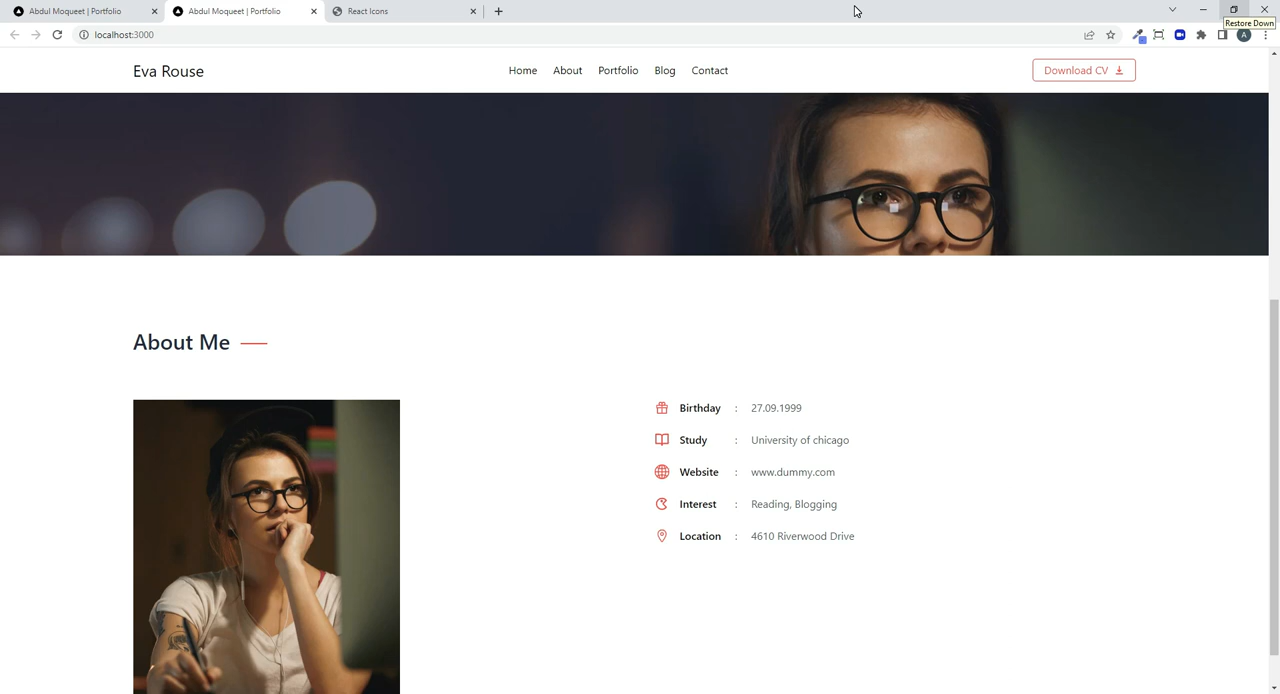 Abdul Moqueet | Portfolio
Abdul Moqueet | Portfolio
React Icons
Restore Down
localhost:3000
A
Eva Rouse
Home
About
Portfolio
Blog
Contact
Download CV
About Me
Birthday : 27.09.1999
Study : University of chicago
Website : www.dummy.com
Interest : Reading, Blogging
Location : 4610 Riverwood Drive